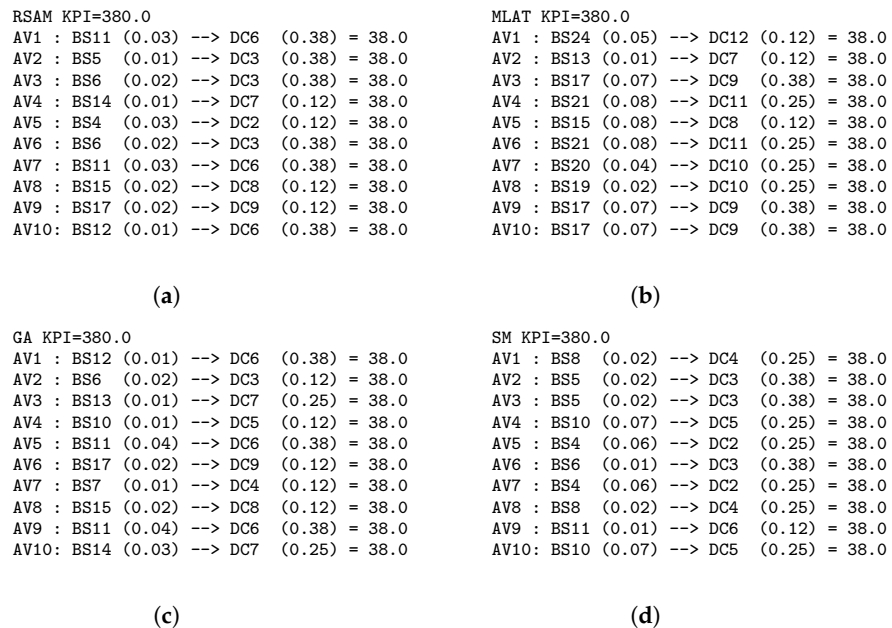 RSAM KPI=380.0
AV1 : BS11 (0.03) --> DC6 (0.38) = 38.0
AV2 : BS5 (0.01) --> DC3 (0.38) = 38.0
AV3 : BS6 (0.02) --> DC3 (0.38) = 38.0
AV4 : BS14 (0.01) --> DC7 (0.12) = 38.0
AV5 : BS4 (0.03) --> DC2 (0.12) = 38.0
AV6 : BS6 (0.02) --> DC3 (0.38) = 38.0
AV7 : BS11 (0.03) --> DC6 (0.38) = 38.0
AV8 : BS15 (0.02) --> DC8 (0.12) = 38.0
AV9 : BS17 (0.02) --> DC9 (0.12) = 38.0
AV10: BS12 (0.01) --> DC6 (0.38) = 38.0
(a)
MLAT KPI=380.0
AV1 : BS24 (0.05) --> DC12 (0.12) = 38.0
AV2 : BS13 (0.01) --> DC7 (0.12) = 38.0
AV3 : BS17 (0.07) --> DC9 (0.38) = 38.0
AV4 : BS21 (0.08) --> DC11 (0.25) = 38.0
AV5 : BS15 (0.08) --> DC8 (0.12) = 38.0
AV6 : BS21 (0.08) --> DC11 (0.25) = 38.0
AV7 : BS20 (0.04) --> DC10 (0.25) = 38.0
AV8 : BS19 (0.02) --> DC10 (0.25) = 38.0
AV9 : BS17 (0.07) --> DC9 (0.38) = 38.0
AV10: BS17 (0.07) --> DC9 (0.38) = 38.0
(b)
GA KPI=380.0
AV1 : BS12 (0.01) --> DC6 (0.38) = 38.0
AV2 : BS6 (0.02) --> DC3 (0.12) = 38.0
AV3 : BS13 (0.01) --> DC7 (0.25) = 38.0
AV4 : BS10 (0.01) --> DC5 (0.12) = 38.0
AV5 : BS11 (0.04) --> DC6 (0.38) = 38.0
AV6 : BS17 (0.02) --> DC9 (0.12) = 38.0
AV7 : BS7 (0.01) --> DC4 (0.12) = 38.0
AV8 : BS15 (0.02) --> DC8 (0.12) = 38.0
AV9 : BS11 (0.04) --> DC6 (0.38) = 38.0
AV10: BS14 (0.03) --> DC7 (0.25) = 38.0
(c)
SM KPI=380.0
AV1 : BS8 (0.02) --> DC4 (0.25) = 38.0
AV2 : BS5 (0.02) --> DC3 (0.38) = 38.0
AV3 : BS5 (0.02) --> DC3 (0.38) = 38.0
AV4 : BS10 (0.07) --> DC5 (0.25) = 38.0
AV5 : BS4 (0.06) --> DC2 (0.25) = 38.0
AV6 : BS6 (0.01) --> DC3 (0.38) = 38.0
AV7 : BS4 (0.06) --> DC2 (0.25) = 38.0
AV8 : BS8 (0.02) --> DC4 (0.25) = 38.0
AV9 : BS11 (0.01) --> DC6 (0.12) = 38.0
AV10: BS10 (0.07) --> DC5 (0.25) = 38.0
(d)